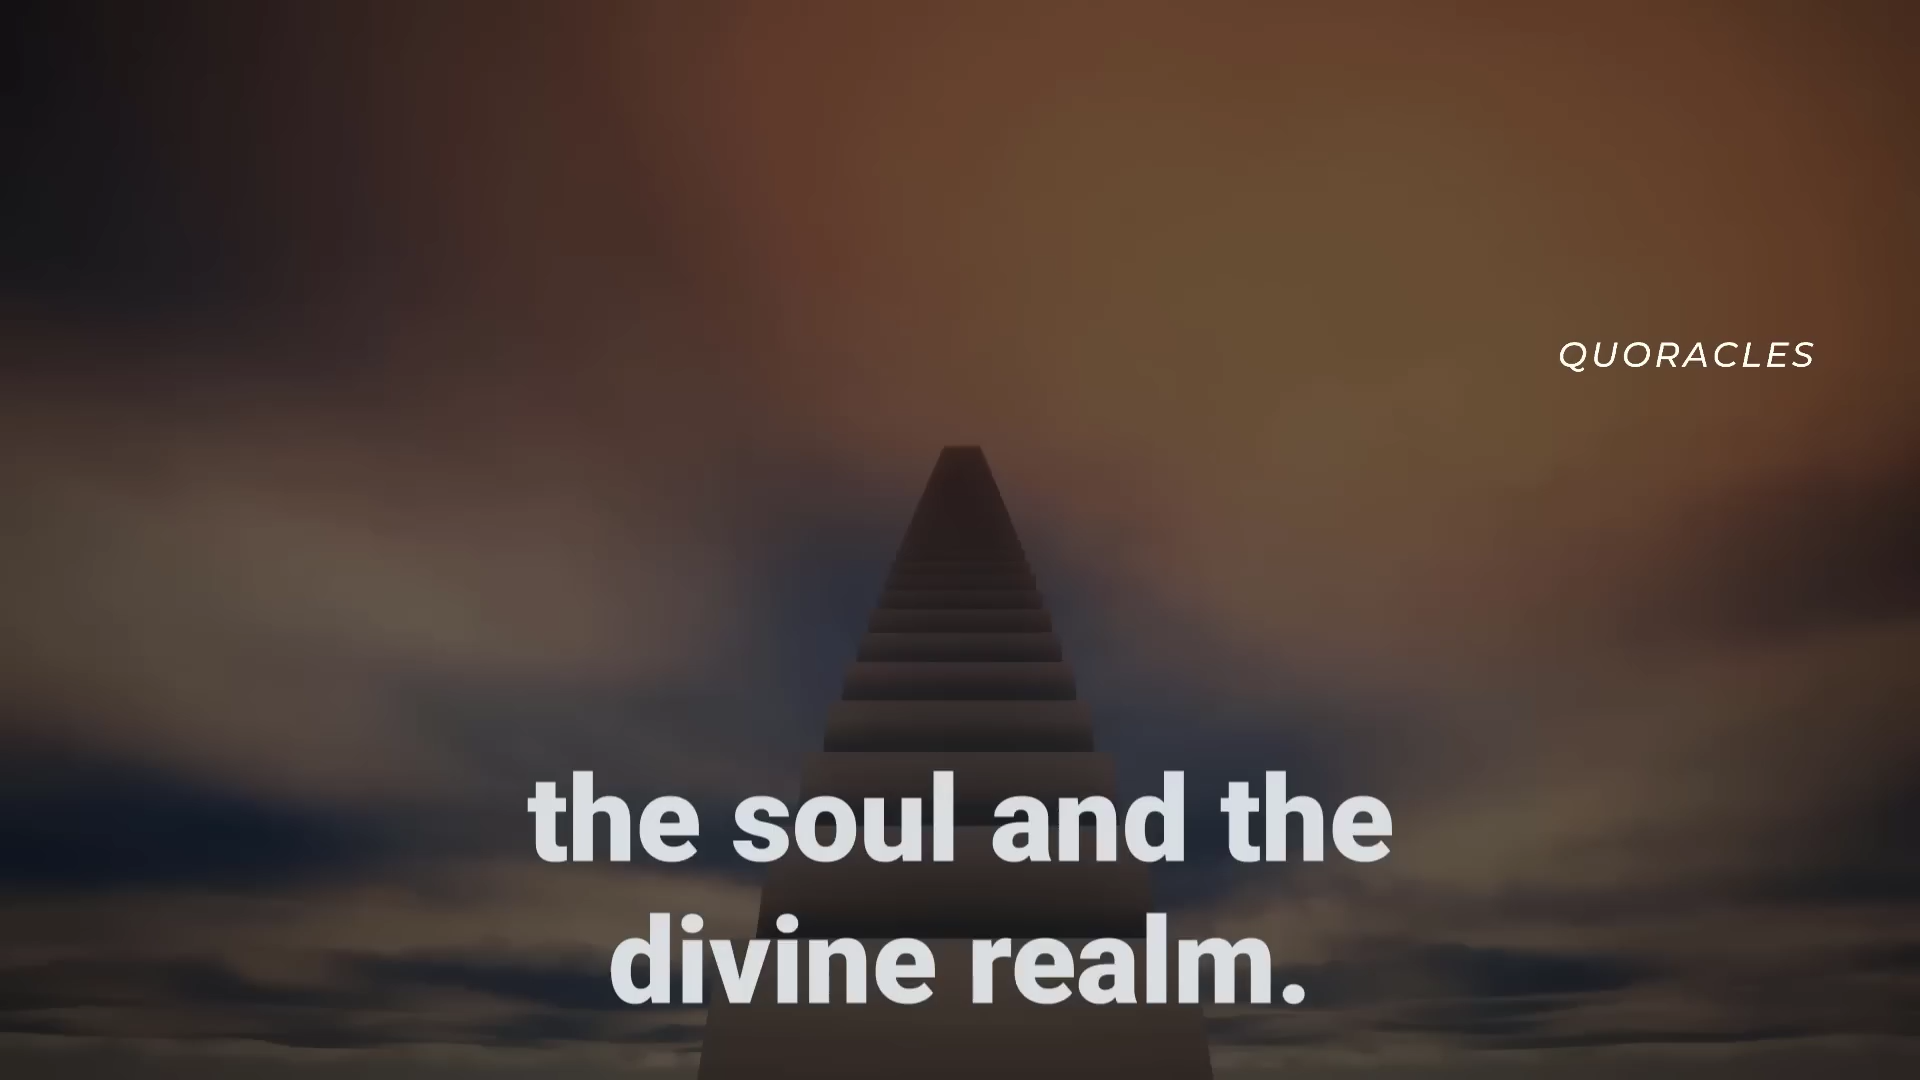 QUORACLES
the soul and the
divine realm.